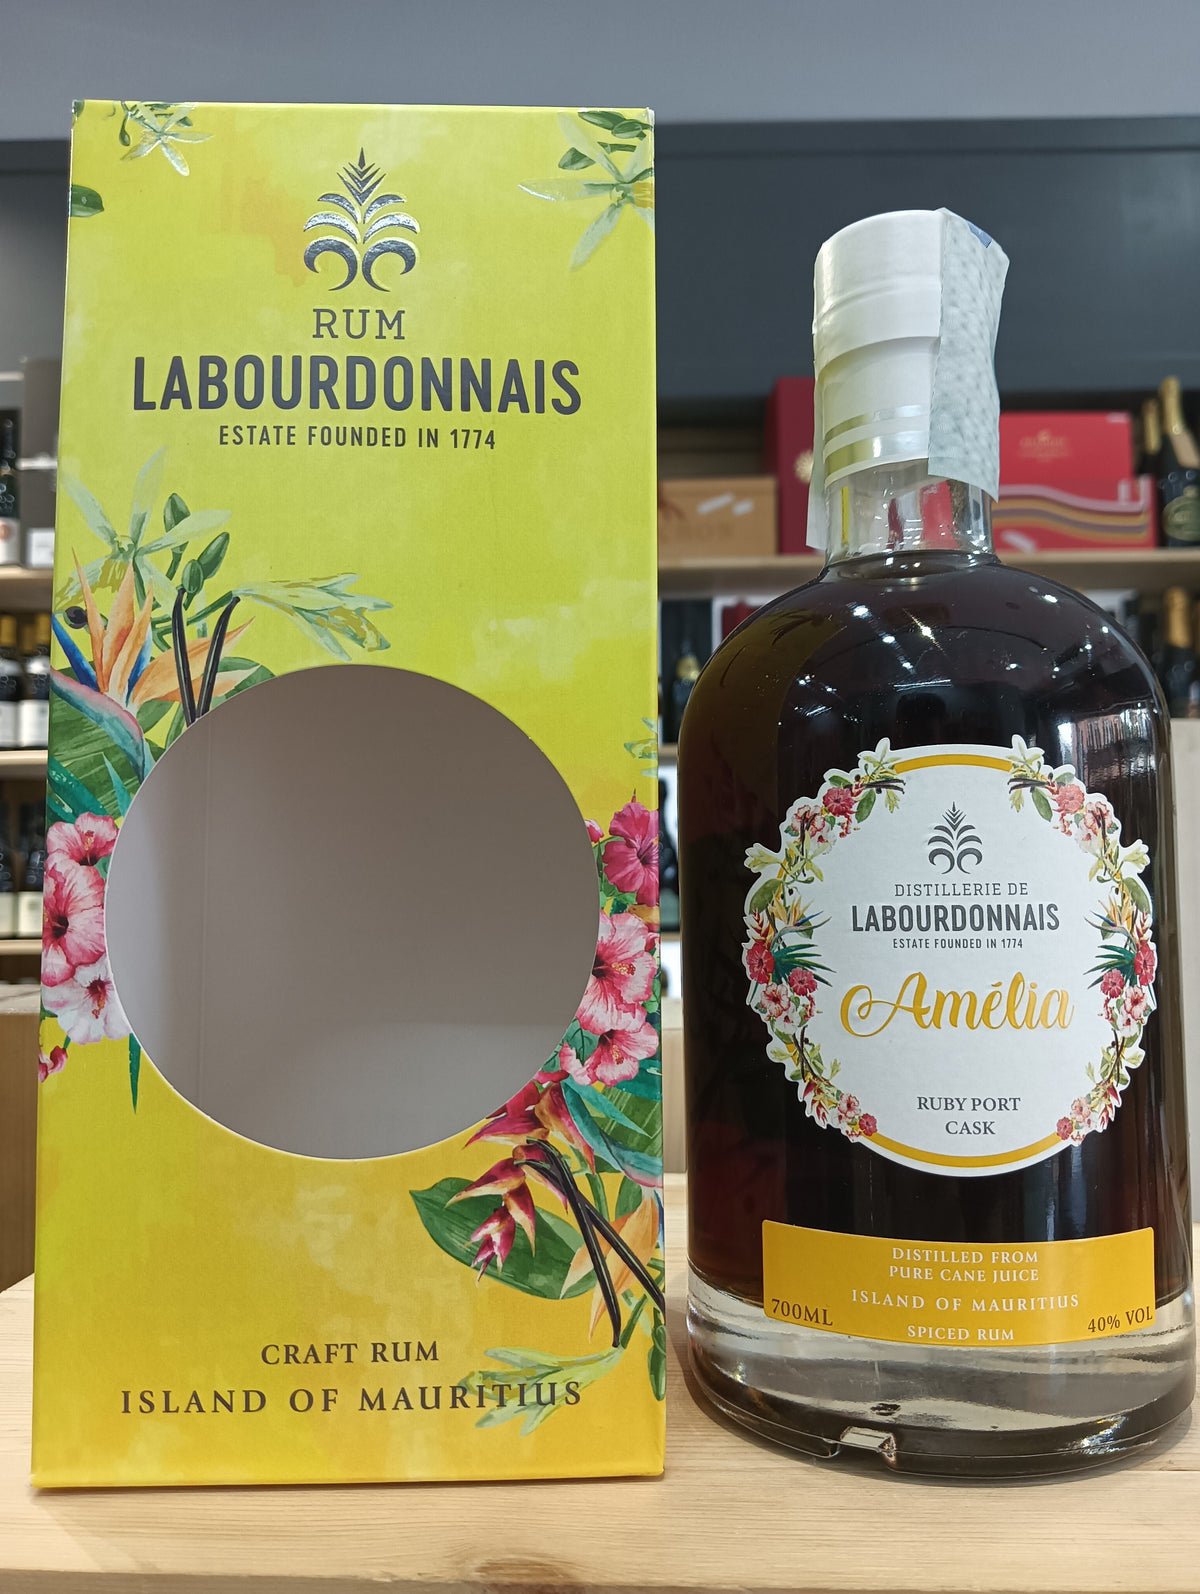 RUM
LABOURDONNAIS
ESTATE FOUNDED IN 1774
CRAFT RUM
ISLAND OF MAURITIUS
DISTILLERIE DE
LABOURDONNAIS
ESTATE FOUNDED IN 1774
Amélia
RUBY PORT
CASK
DISTILLED FROM
PURE CANE JUICE
ISLAND OF MAURITIUS
700ML
SPICED RUM
40% VOL